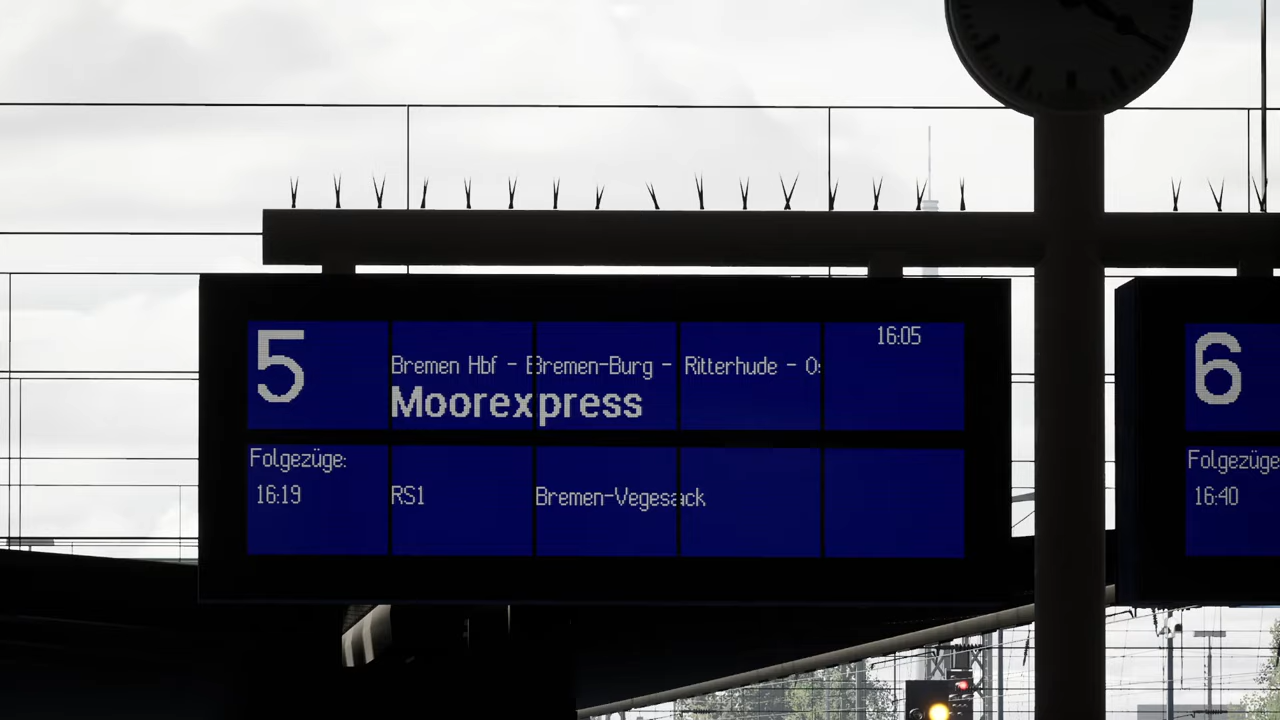 5
16:05
Bremen Hbf - Bremen-Burg - Ritterhude -
Moorexpress
Folgezüge:
16:19 RS1 Bremen-Vegesack
6
Folgezüge
16:40